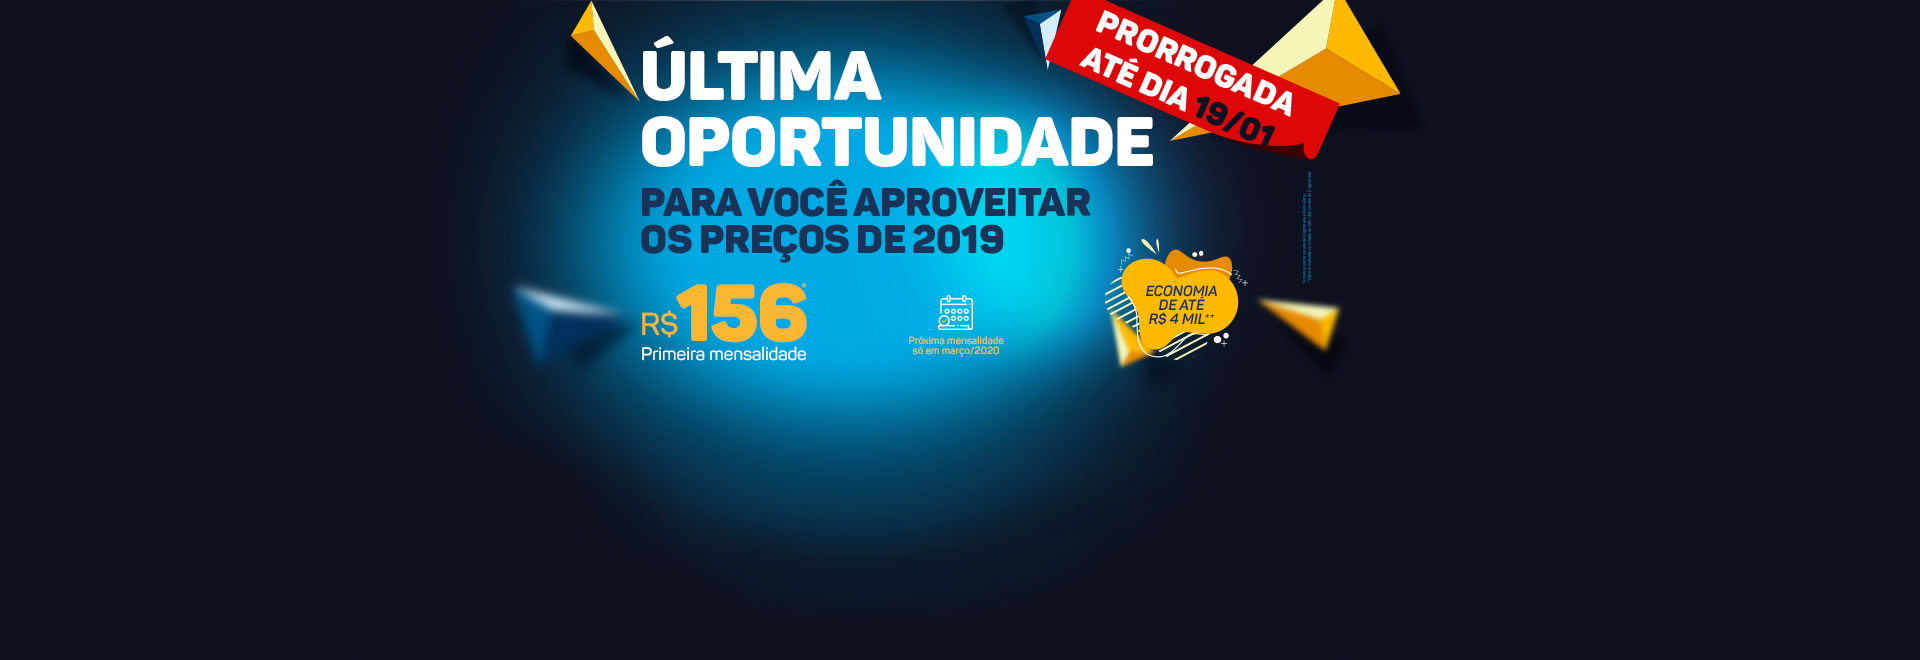 ÚLTIMA
OPORTUNIDADE
PARA VOCÊ APROVEITAR
OS PREÇOS DE 2019
R$156*
Primeira mensalidade
Próxima mensalidade
só em março/2020
PRORROGADA
ATÉ DIA 19/01
ECONOMIA
DE ATÉ
R$ 4 MIL**